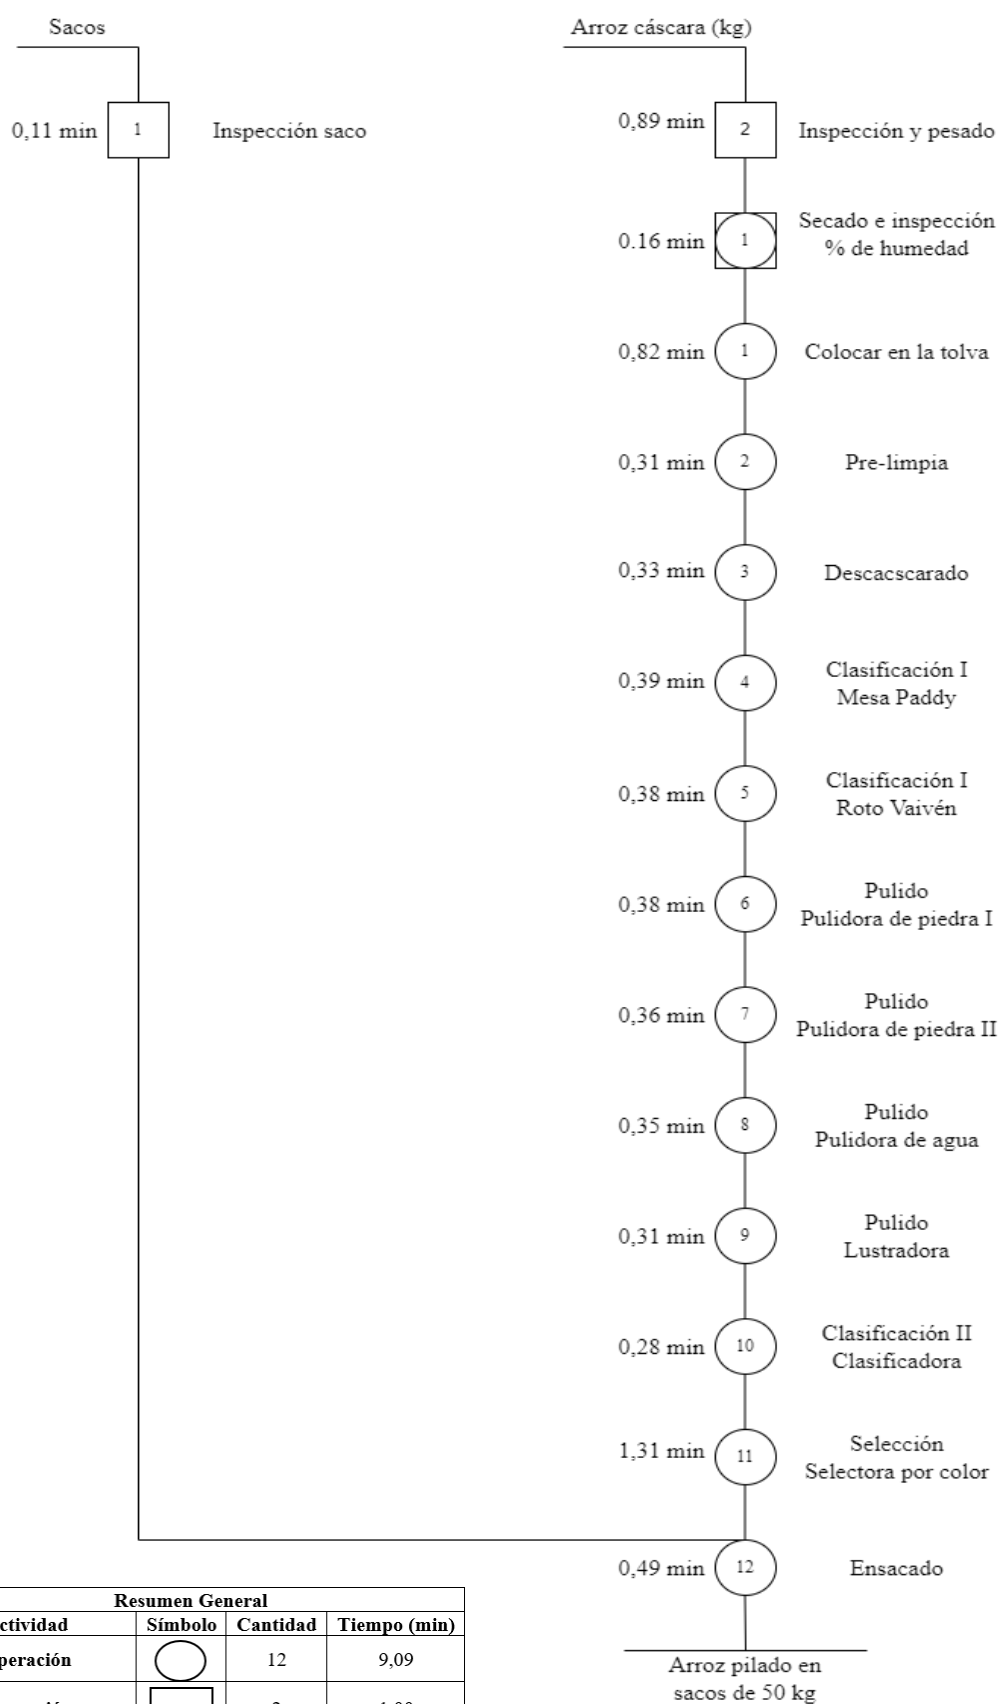 Sacos
Arroz cáscara (kg)
0,11 min
1
Inspección saco
0,89 min
2
Inspección y pesado
0.16 min
1
Secado e inspección
% de humedad
0,82 min
1
Colocar en la tolva
0,31 min
2
Pre-limpia
0,33 min
3
Descacscarado
0,39 min
4
Clasificación I
Mesa Paddy
0,38 min
5
Clasificación I
Roto Vaivén
0,38 min
6
Pulido
Pulidora de piedra I
0,36 min
7
Pulido
Pulidora de piedra II
0,35 min
8
Pulido
Pulidora de agua
0,31 min
9
Pulido
Lustradora
0,28 min
10
Clasificación II
Clasificadora
1,31 min
11
Selección
Selectora por color
0,49 min
12
Ensacado
Arroz pilado en
sacos de 50 kg
Resumen General
ctividad Símbolo Cantidad Tiempo (min)
peración 12 9,09